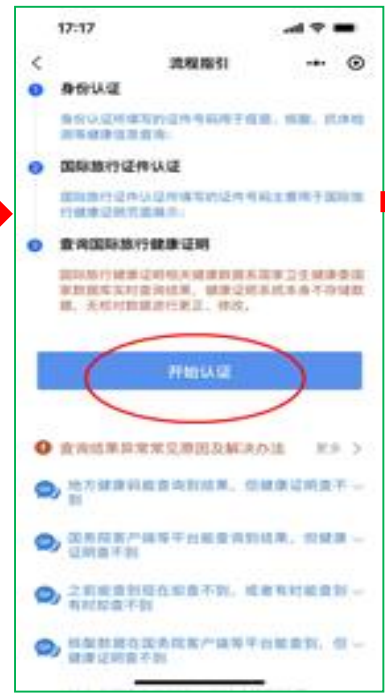 17:17
流程指引
1 身份认证
身份认证所填写的证件号码用于疫苗、核酸、抗体检
测等健康信息查询;
2 国际旅行证件认证
国际旅行证件认证所填写的证件号码主要用于国际旅
行健康证明页面展示;
3 查询国际旅行健康证明
国际旅行健康证明相关健康数据系国家卫生健康委国
家数据库实时查询结果,健康证明系统本身不存储数
据,无权对数据进行更正、修改。
开始认证
查询结果异常常见原因及解决办法 更多 >
地方健康码能查询到结果,但健康证明查不
到
国务院客户端等平台能查询到结果,但健康
证明查不到
之前能查到现在却查不到,或者有时能查到
有时却查不到
核酸数据在国务院客户端等平台能查到,但
健康证明查不到